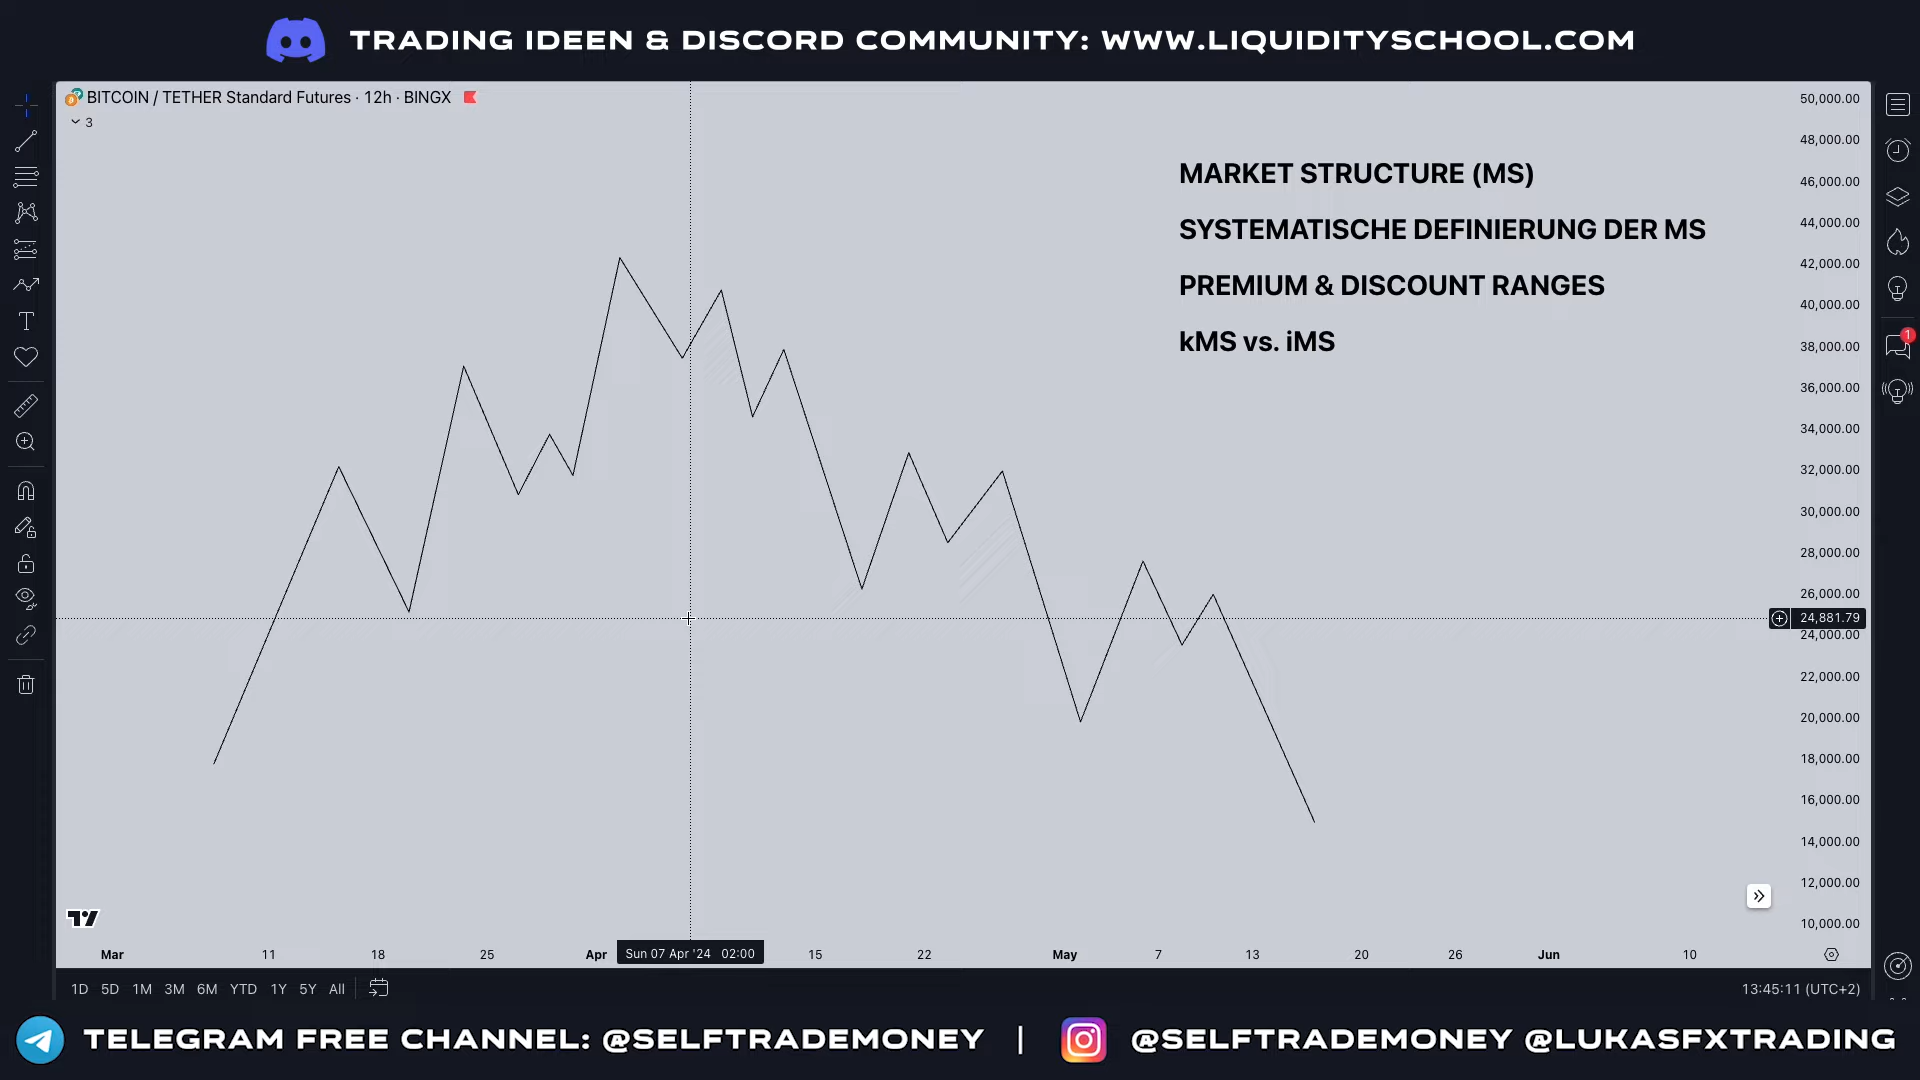 TRADING IDEEN & DISCORD COMMUNITY: WWW.LIQUIDITYSCHOOL.COM
BITCOIN / TETHER Standard Futures · 12h · BINGX
3
MARKET STRUCTURE (MS)
SYSTEMATISCHE DEFINIERUNG DER MS
PREMIUM & DISCOUNT RANGES
kMS vs. iMS
50,000.00
48,000.00
46,000.00
44,000.00
42,000.00
40,000.00
38,000.00
36,000.00
34,000.00
32,000.00
30,000.00
28,000.00
26,000.00
24,881.79
24,000.00
22,000.00
20,000.00
18,000.00
16,000.00
14,000.00
12,000.00
10,000.00
1
Mar 11 18 25 Apr Sun 07 Apr '24 02:00 15 22 May 7 13 20 26 Jun 10
1D 5D 1M 3M 6M YTD 1Y 5Y All 13:45:11 (UTC+2)
TELEGRAM FREE CHANNEL: @SELFTRADEMONEY | @SELFTRADEMONEY @LUKASFXTRADING